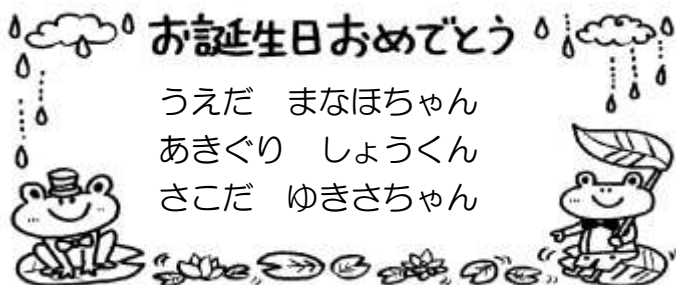 お誕生日おめでとう
うえだ　まなほちゃん
あきぐり　しょうくん
さこだ　ゆきさちゃん